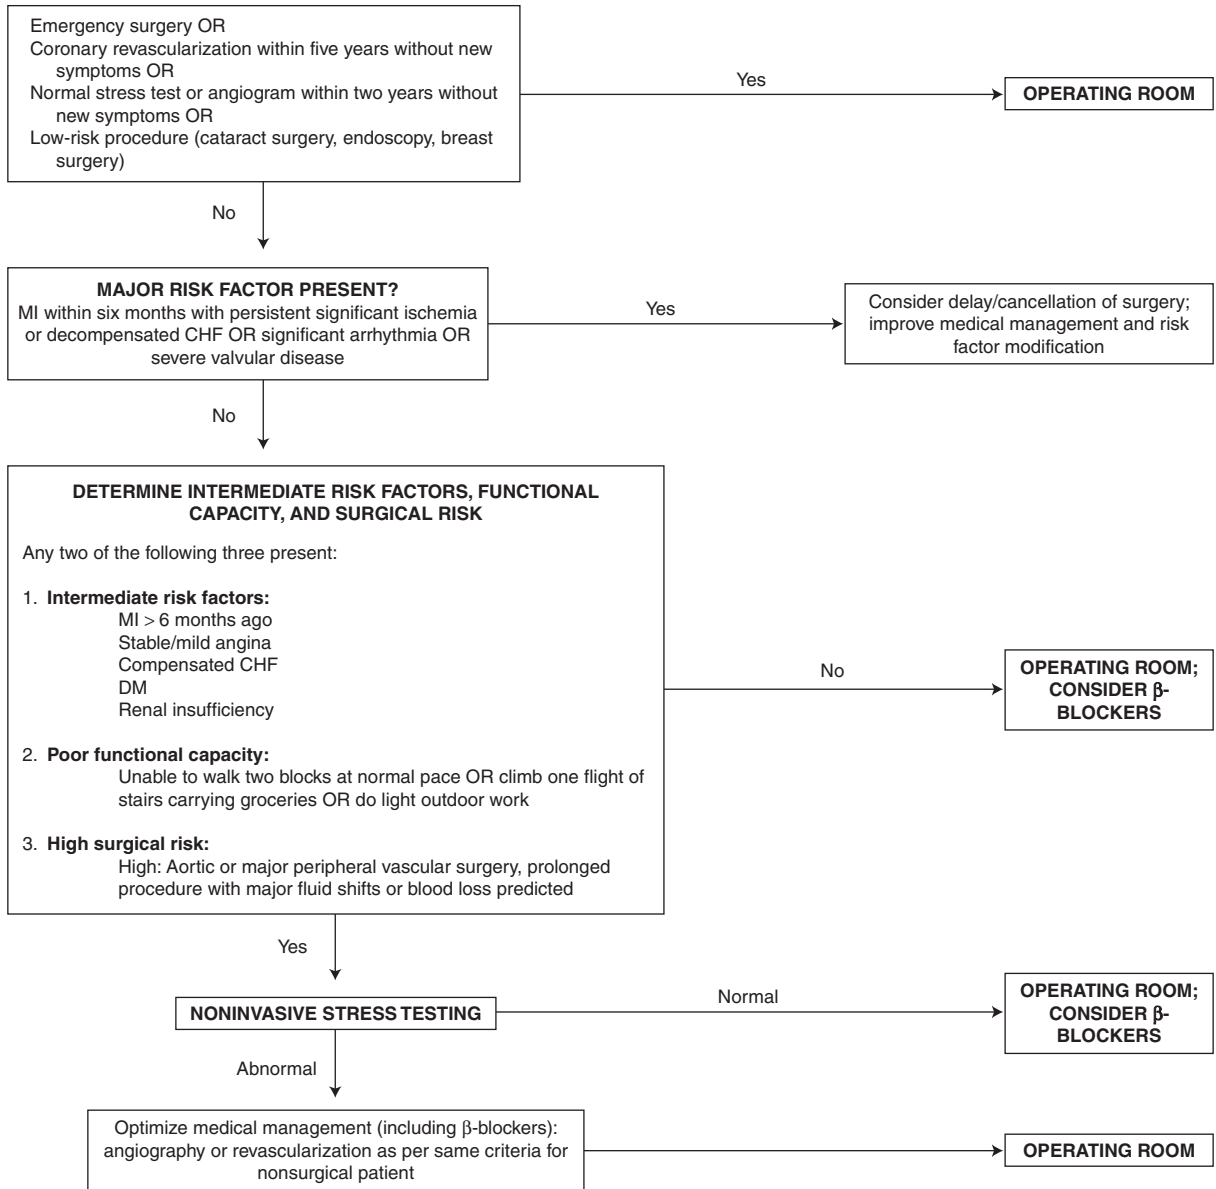 Emergency surgery OR
Coronary revascularization within five years without new
symptoms OR
Normal stress test or angiogram within two years without
new symptoms OR
Low-risk procedure (cataract surgery, endoscopy, breast
surgery)
Yes
OPERATING ROOM
No
MAJOR RISK FACTOR PRESENT?
MI within six months with persistent significant ischemia
or decompensated CHF OR significant arrhythmia OR
severe valvular disease
Yes
Consider delay/cancellation of surgery;
improve medical management and risk
factor modification
No
DETERMINE INTERMEDIATE RISK FACTORS, FUNCTIONAL
CAPACITY, AND SURGICAL RISK
Any two of the following three present:
1. Intermediate risk factors:
MI > 6 months ago
Stable/mild angina
Compensated CHF
DM
Renal insufficiency
2. Poor functional capacity:
Unable to walk two blocks at normal pace OR climb one flight of
stairs carrying groceries OR do light outdoor work
3. High surgical risk:
High: Aortic or major peripheral vascular surgery, prolonged
procedure with major fluid shifts or blood loss predicted
No
OPERATING ROOM;
CONSIDER β-
BLOCKERS
Yes
NONINVASIVE STRESS TESTING
Normal
OPERATING ROOM;
CONSIDER β-
BLOCKERS
Abnormal
Optimize medical management (including β-blockers):
angiography or revascularization as per same criteria for
nonsurgical patient
OPERATING ROOM